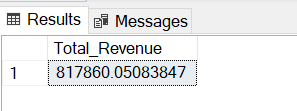 Results Messages
Total_Revenue
1 817860.05083847